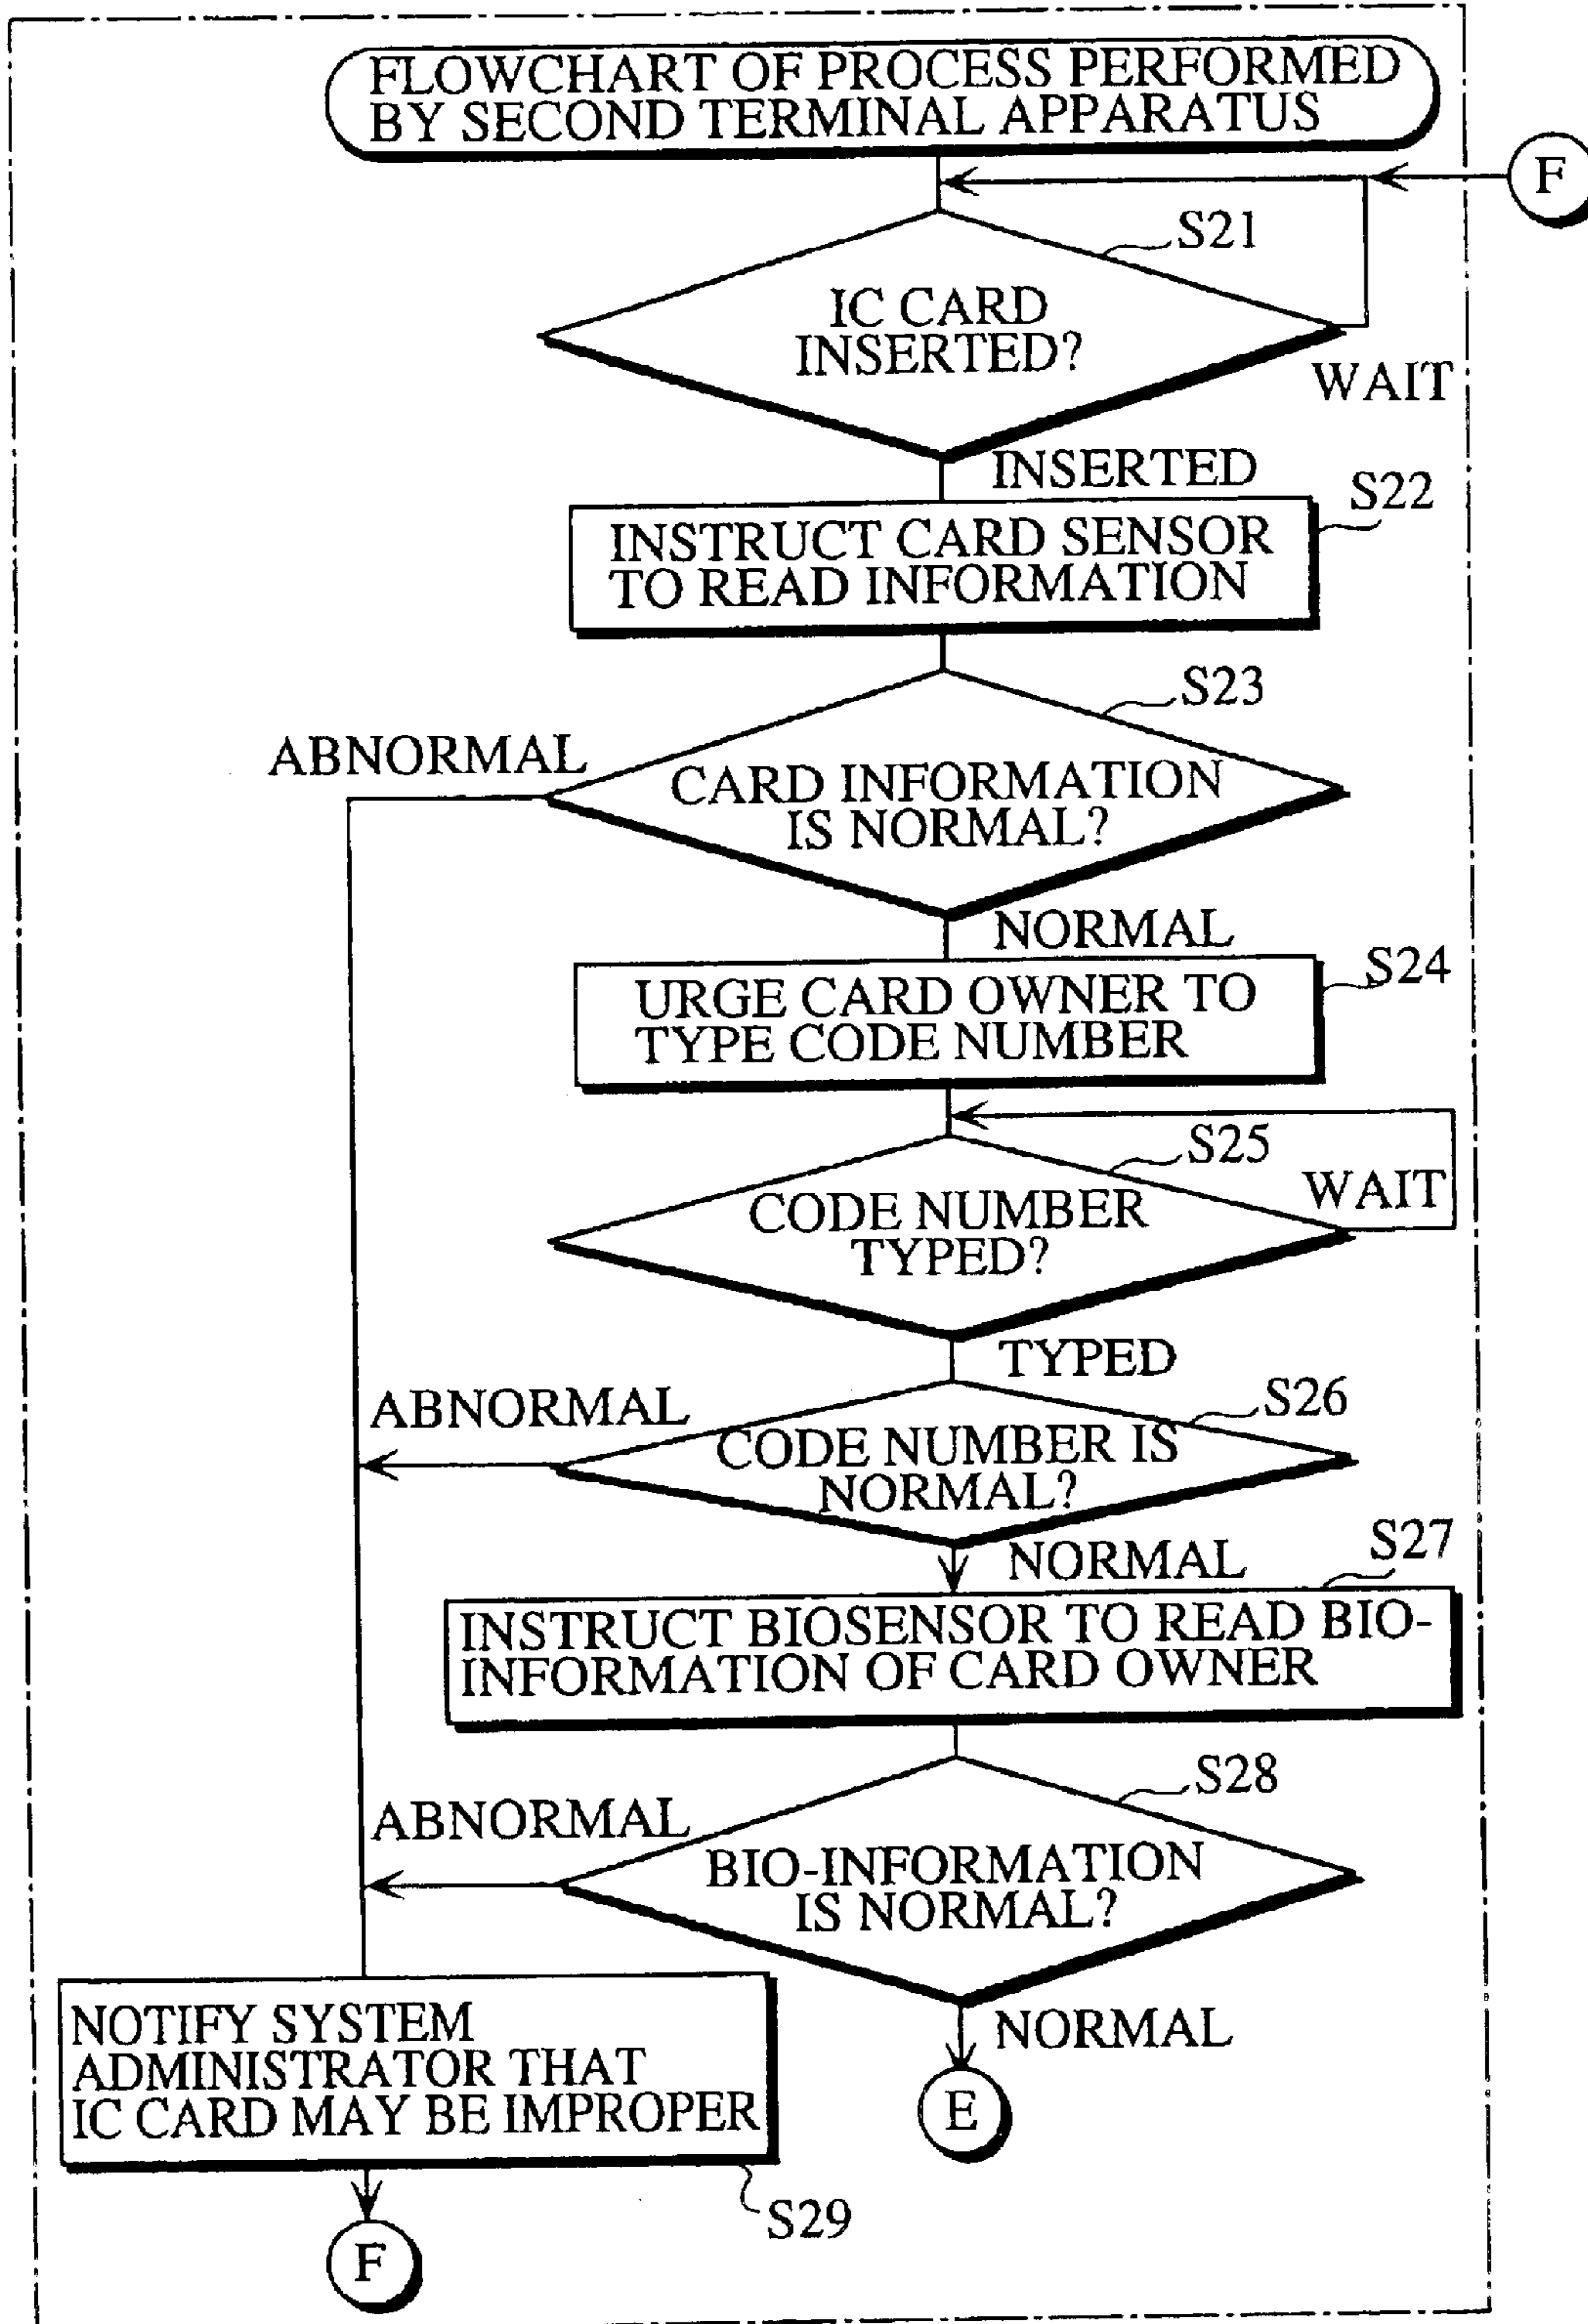 FLOWCHART OF PROCESS PERFORMED
BY SECOND TERMINAL APPARATUS
F
S21
IC CARD
INSERTED?
WAIT
INSERTED
S22
INSTRUCT CARD SENSOR
TO READ INFORMATION
S23
ABNORMAL
CARD INFORMATION
IS NORMAL?
NORMAL
S24
URGE CARD OWNER TO
TYPE CODE NUMBER
S25
WAIT
CODE NUMBER
TYPED?
TYPED
ABNORMAL
S26
CODE NUMBER IS
NORMAL?
NORMAL
S27
INSTRUCT BIOSENSOR TO READ BIO-
INFORMATION OF CARD OWNER
S28
ABNORMAL
BIO-INFORMATION
IS NORMAL?
NORMAL
E
NOTIFY SYSTEM
ADMINISTRATOR THAT
IC CARD MAY BE IMPROPER
S29
F